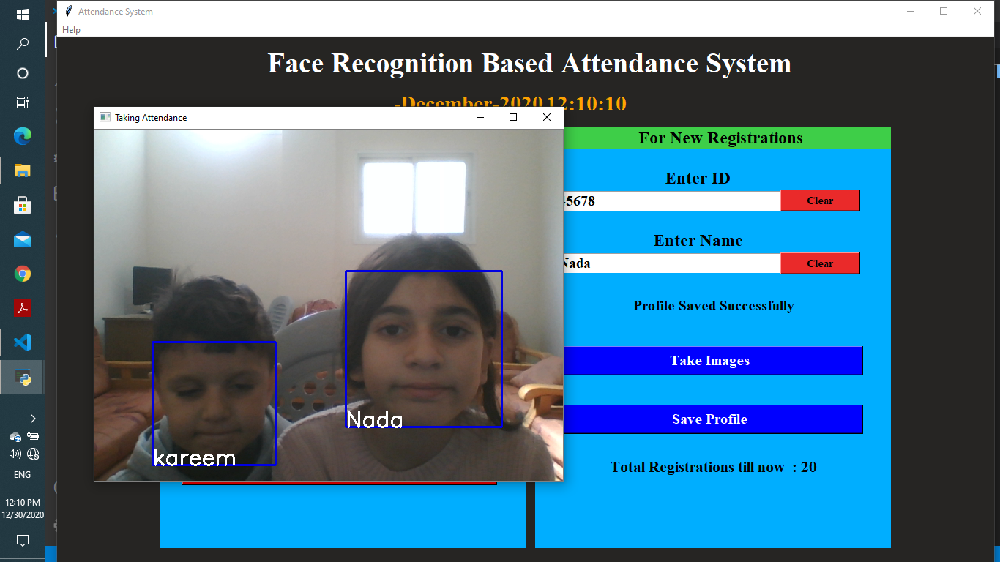 Attendance System
Help
Face Recognition Based Attendance System
-December-2020 12:10:10
Taking Attendance
For New Registrations
Enter ID
45678
Clear
Enter Name
Nada
Clear
Profile Saved Successfully
Take Images
Nada
Save Profile
kareem
Total Registrations till now : 20
ENG
12:10 PM
12/30/2020